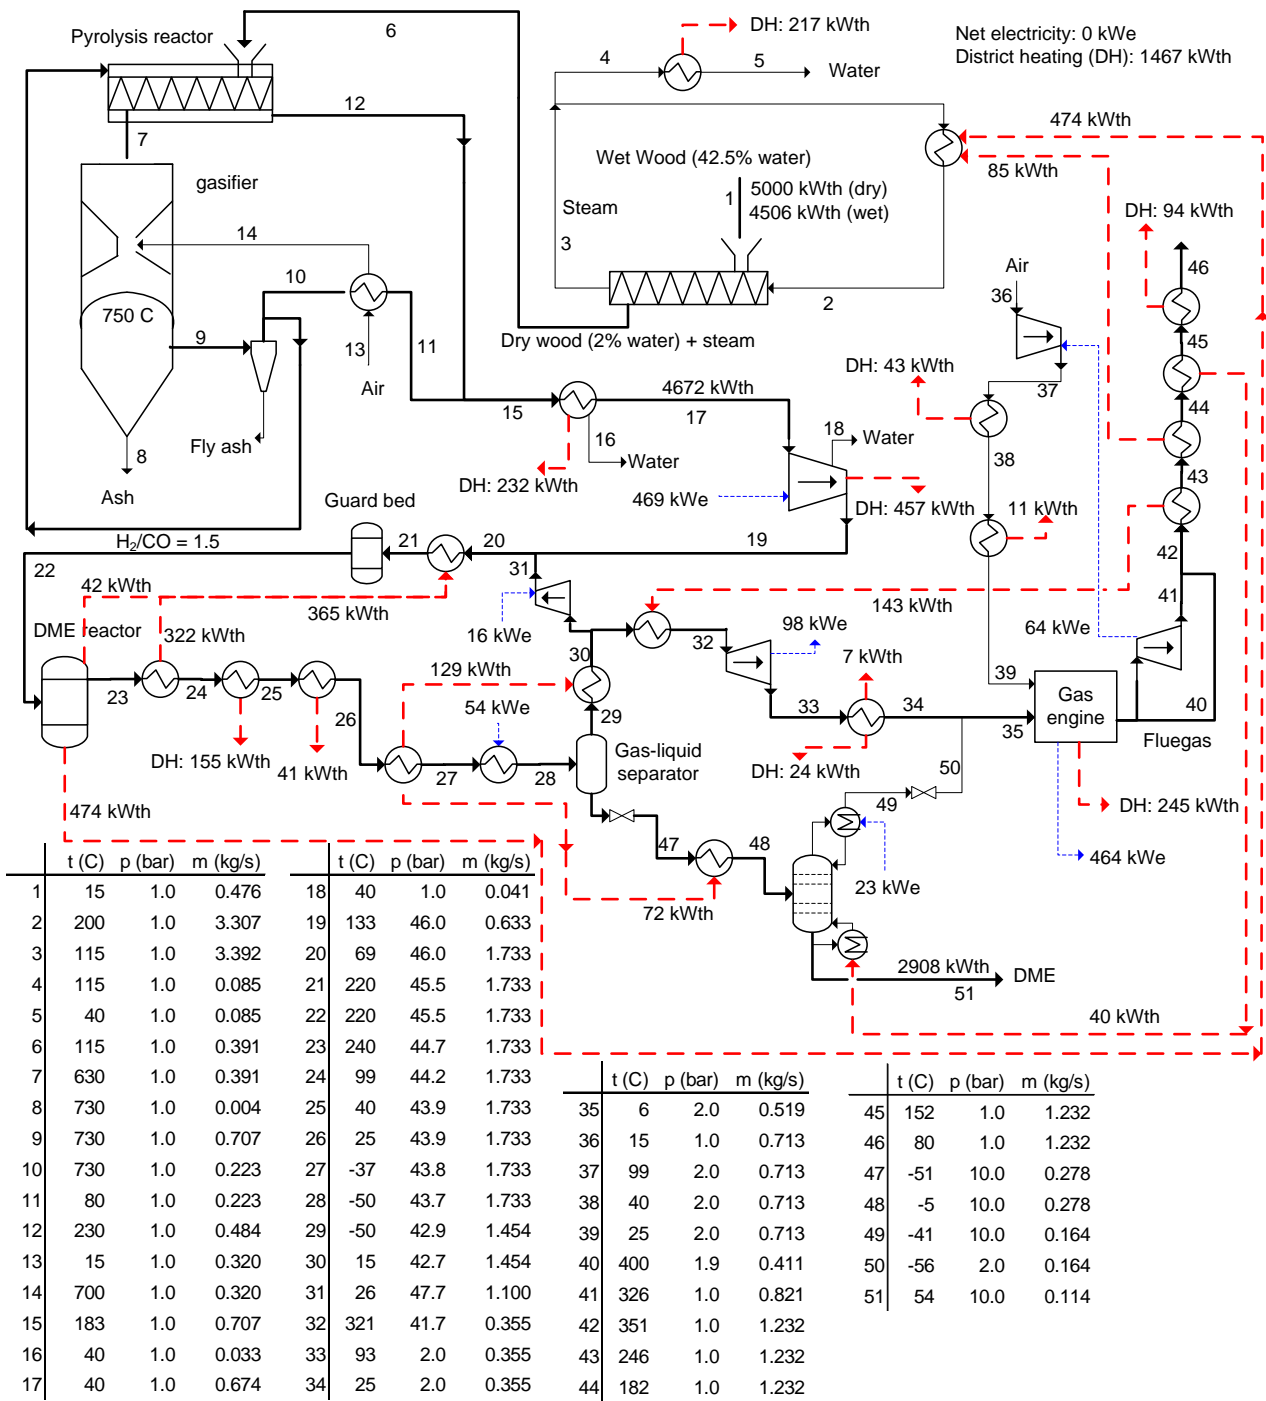 6
DH: 217 kWth
Net electricity: 0 kWe
District heating (DH): 1467 kWth
Pyrolysis reactor
4
5
Water
12
474 kWth
7
Wet Wood (42.5% water)
85 kWth
gasifier
1
5000 kWth (dry)
4506 kWth (wet)
Steam
DH: 94 kWth
14
3
46
Air
10
36
2
750 C
9
13
11
Dry wood (2% water) + steam
45
Air
DH: 43 kWth
37
4672 kWth
44
15
17
18
Water
Fly ash
16
38
8
Water
43
Ash
DH: 232 kWth
469 kWe
DH: 457 kWth
11 kWth
Guard bed
H2/CO = 1.5
21
20
19
42
22
31
42 kWth
365 kWth
143 kWth
41
DME reactor
322 kWth
16 kWe
98 kWe
64 kWe
30
32
129 kWth
7 kWth
39
23
24
25
26
54 kWe
29
33
34
Gas
engine
35
40
Fluegas
DH: 155 kWth
41 kWth
27
28
Gas-liquid
separator
DH: 24 kWth
50
49
DH: 245 kWth
474 kWth
47
48
464 kWe
23 kWe
72 kWth
2908 kWth
DME
51
40 kWth
t (C) p (bar) m (kg/s)
1 15 1.0 0.476
2 200 1.0 3.307
3 115 1.0 3.392
4 115 1.0 0.085
5 40 1.0 0.085
6 115 1.0 0.391
7 630 1.0 0.391
8 730 1.0 0.004
9 730 1.0 0.707
10 730 1.0 0.223
11 80 1.0 0.223
12 230 1.0 0.484
13 15 1.0 0.320
14 700 1.0 0.320
15 183 1.0 0.707
16 40 1.0 0.033
17 40 1.0 0.674
t (C) p (bar) m (kg/s)
18 40 1.0 0.041
19 133 46.0 0.633
20 69 46.0 1.733
21 220 45.5 1.733
22 220 45.5 1.733
23 240 44.7 1.733
24 99 44.2 1.733
25 40 43.9 1.733
26 25 43.9 1.733
27 -37 43.8 1.733
28 -50 43.7 1.733
29 -50 42.9 1.454
30 15 42.7 1.454
31 26 47.7 1.100
32 321 41.7 0.355
33 93 2.0 0.355
34 25 2.0 0.355
t (C) p (bar) m (kg/s)
35 6 2.0 0.519
36 15 1.0 0.713
37 99 2.0 0.713
38 40 2.0 0.713
39 25 2.0 0.713
40 400 1.9 0.411
41 326 1.0 0.821
42 351 1.0 1.232
43 246 1.0 1.232
44 182 1.0 1.232
t (C) p (bar) m (kg/s)
45 152 1.0 1.232
46 80 1.0 1.232
47 -51 10.0 0.278
48 -5 10.0 0.278
49 -41 10.0 0.164
50 -56 2.0 0.164
51 54 10.0 0.114